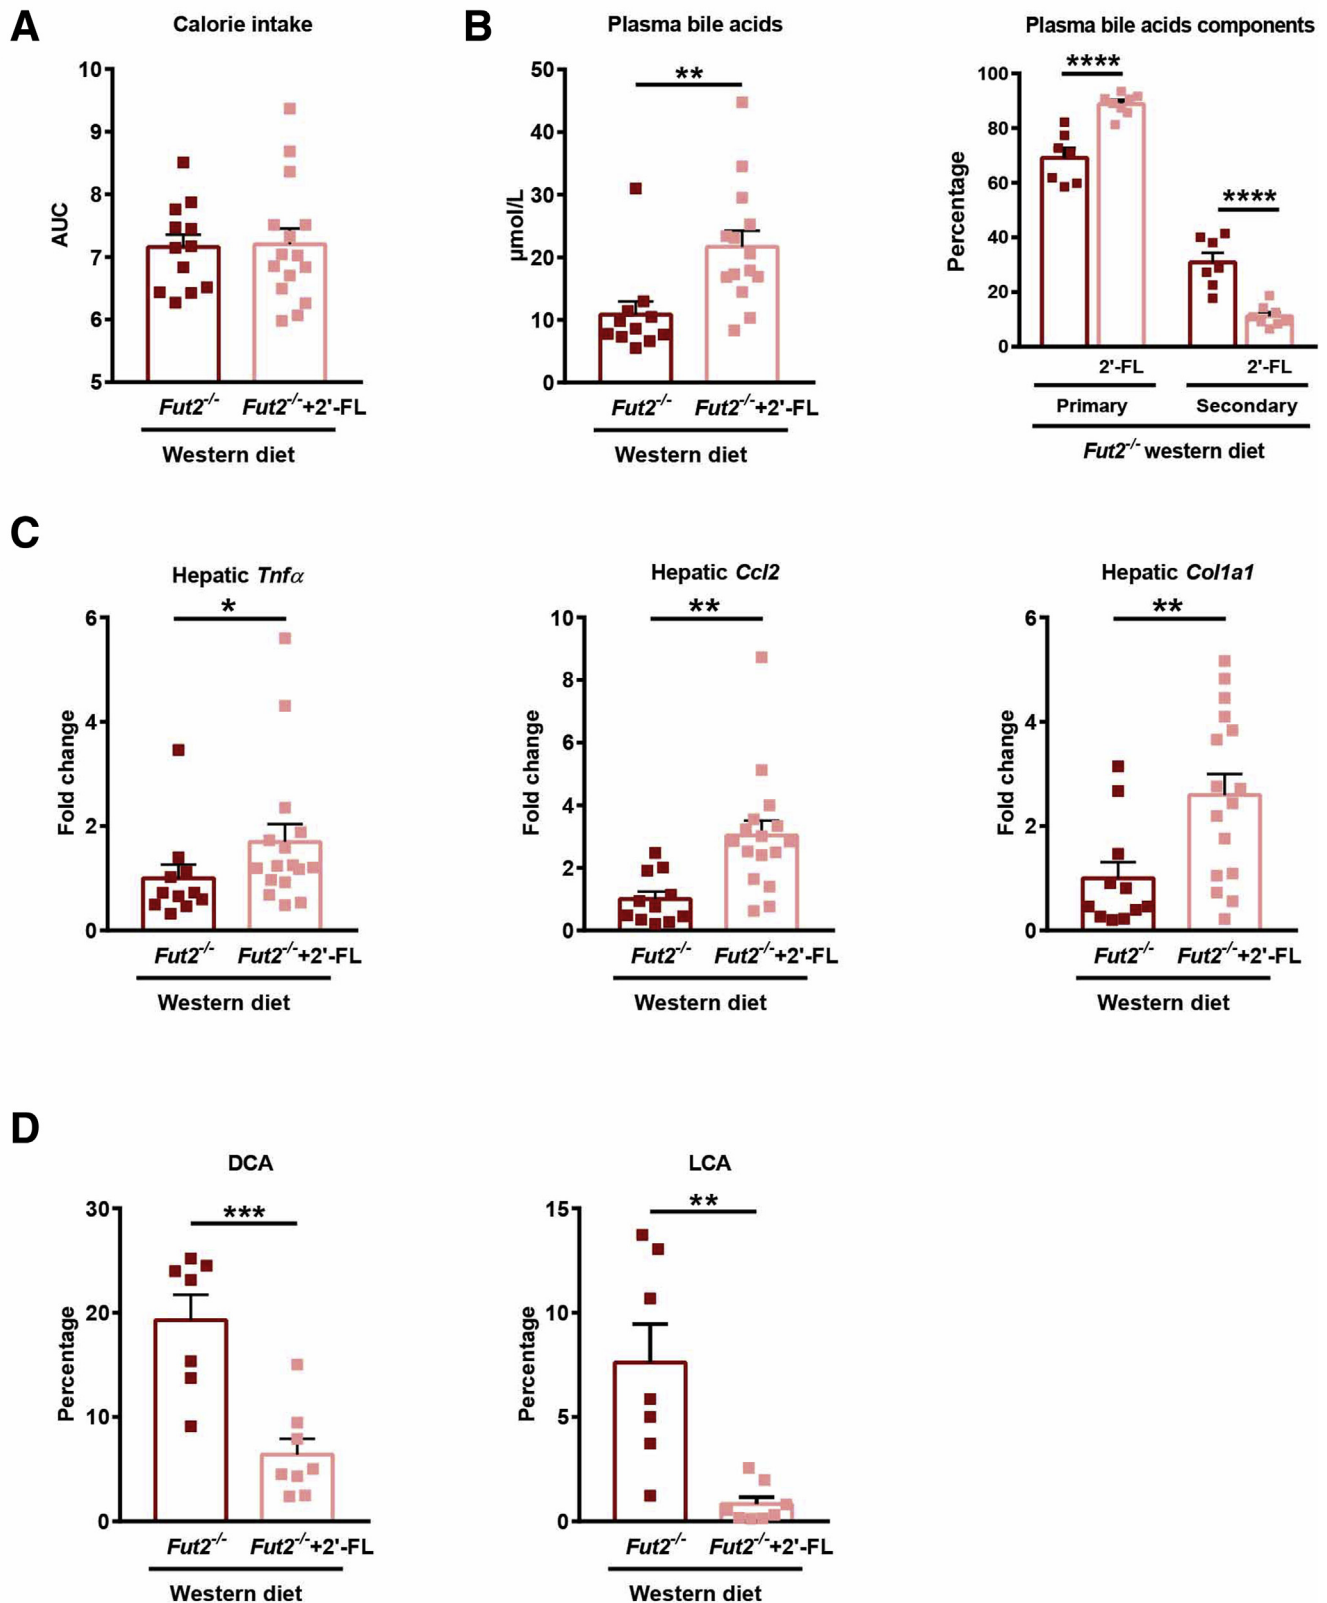 A
Calorie intake
10
9
8
7
6
5
AUC
Fut2-/-
Fut2-/-+2'-FL
Western diet
B
Plasma bile acids
**
50
40
30
20
10
0
µmol/L
Fut2-/-
Fut2-/-+2'-FL
Western diet
Plasma bile acids components
****
****
100
80
60
40
20
0
Percentage
2'-FL
2'-FL
Primary
Secondary
Fut2-/- western diet
C
Hepatic Tnfα
*
6
4
2
0
Fold change
Fut2-/-
Fut2-/-+2'-FL
Western diet
Hepatic Ccl2
**
10
8
6
4
2
0
Fold change
Fut2-/-
Fut2-/-+2'-FL
Western diet
Hepatic Col1a1
**
6
4
2
0
Fold change
Fut2-/-
Fut2-/-+2'-FL
Western diet
D
DCA
***
30
20
10
0
Percentage
Fut2-/-
Fut2-/-+2'-FL
Western diet
LCA
**
15
10
5
0
Percentage
Fut2-/-
Fut2-/-+2'-FL
Western diet